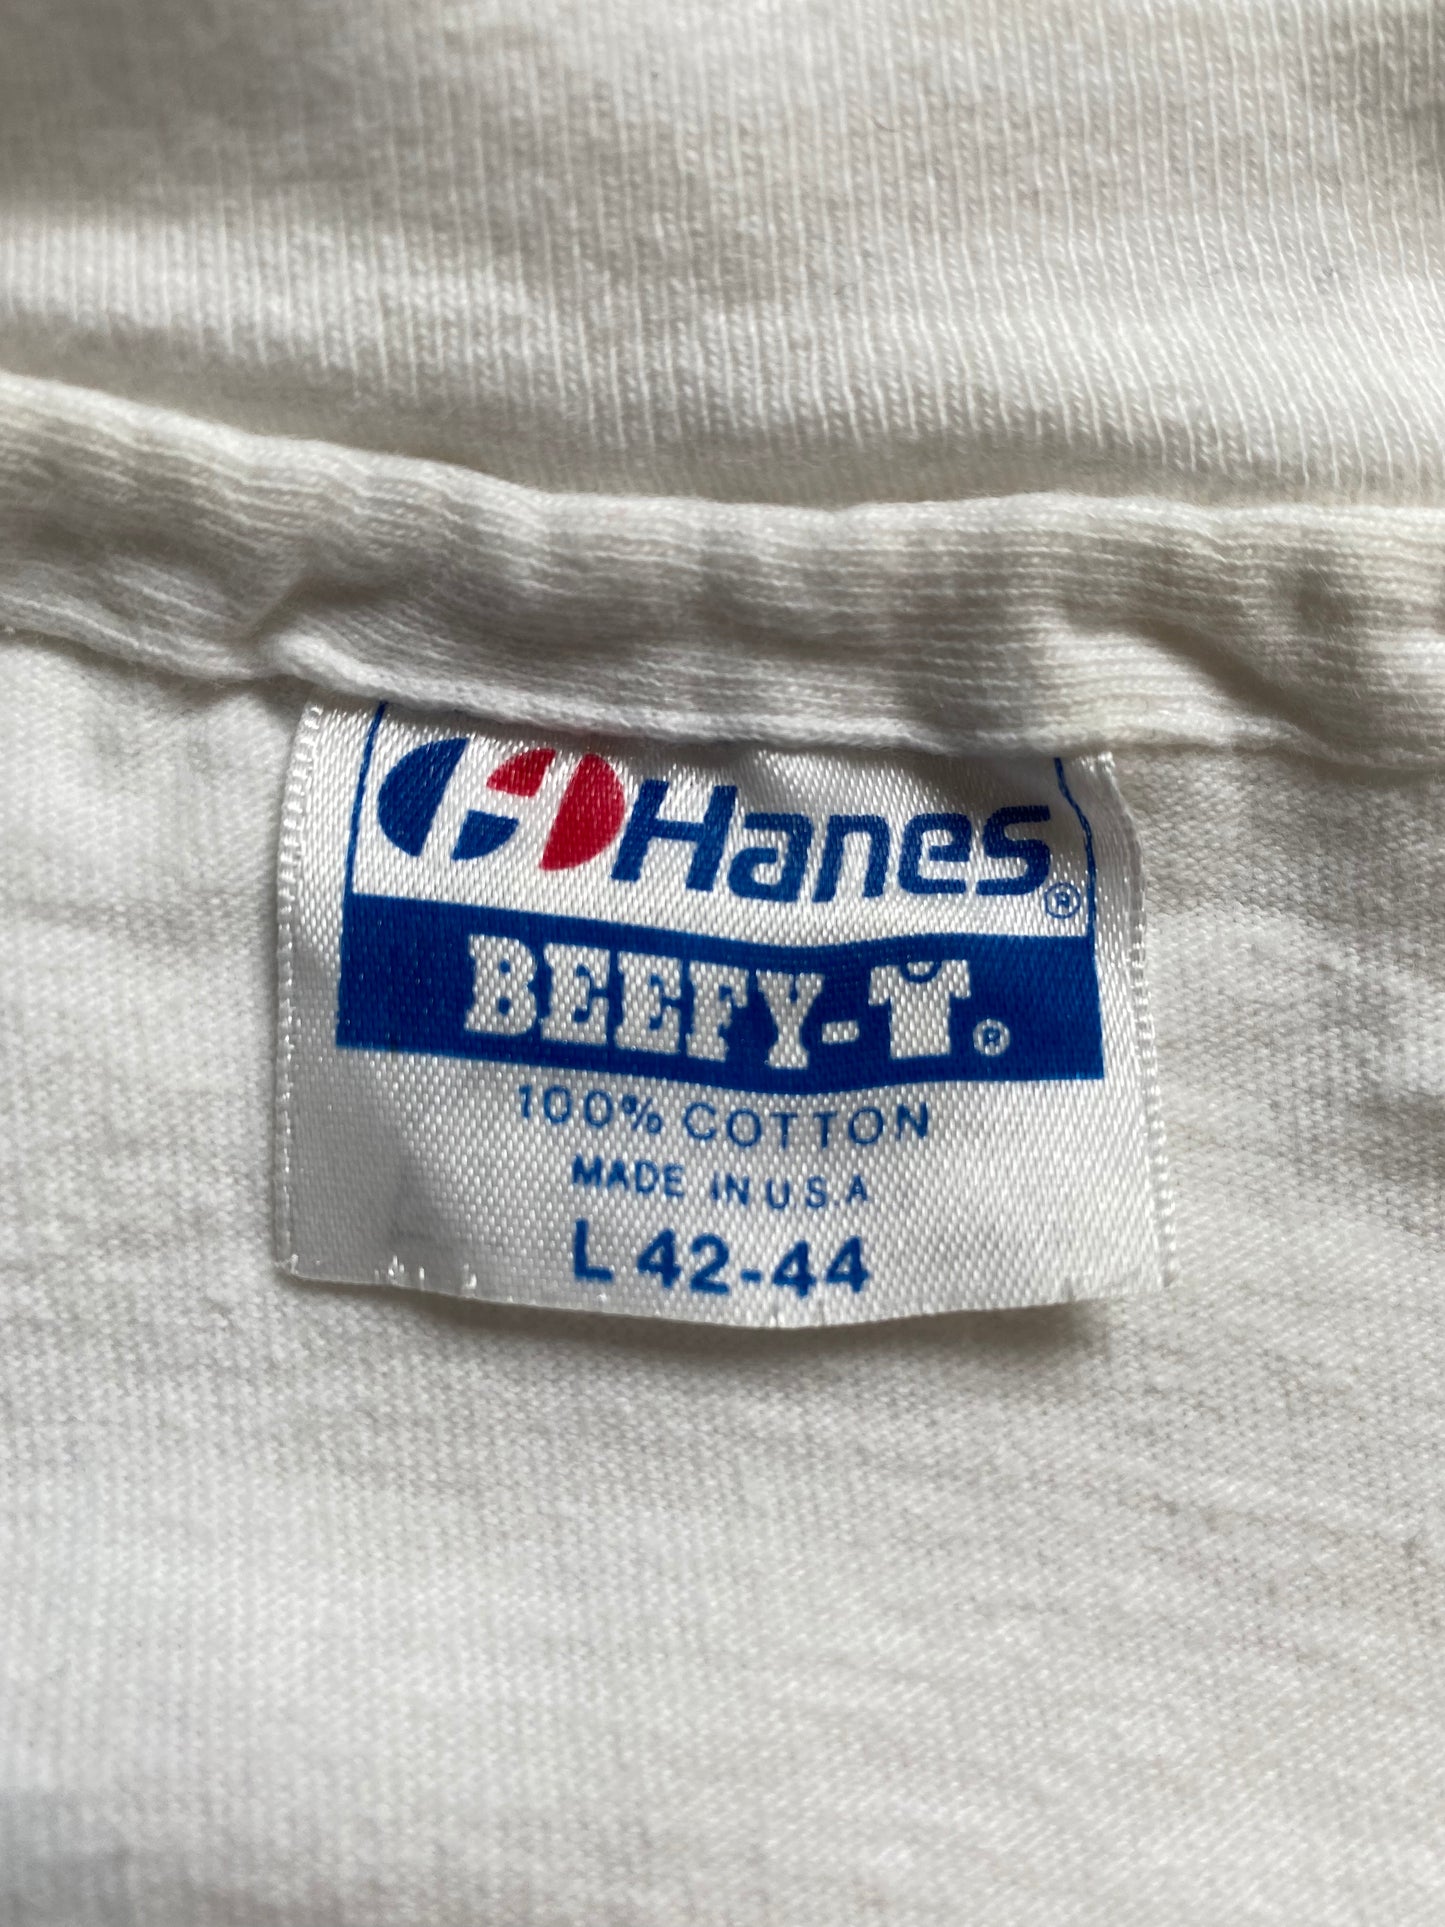 Hanes®
BEEFY-T®
100% COTTON
MADE IN U.S.A
L 42-44